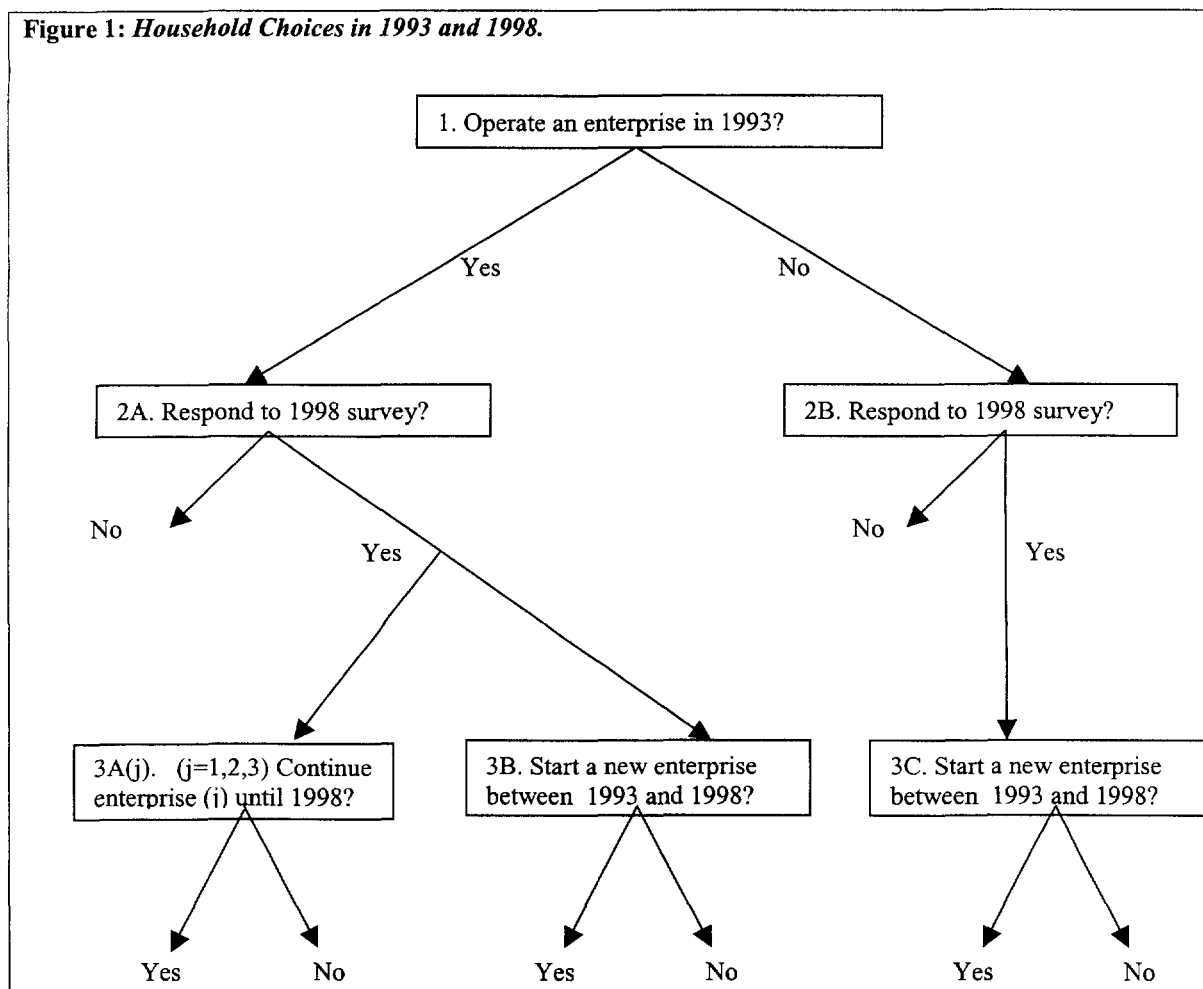 Figure 1: Household Choices in 1993 and 1998.
1. Operate an enterprise in 1993?
Yes
No
2A. Respond to 1998 survey?
2B. Respond to 1998 survey?
No
Yes
No
Yes
3A(j). (j=1,2,3) Continue
enterprise (j) until 1998?
3B. Start a new enterprise
between 1993 and 1998?
3C. Start a new enterprise
between 1993 and 1998?
Yes
No
Yes
No
Yes
No